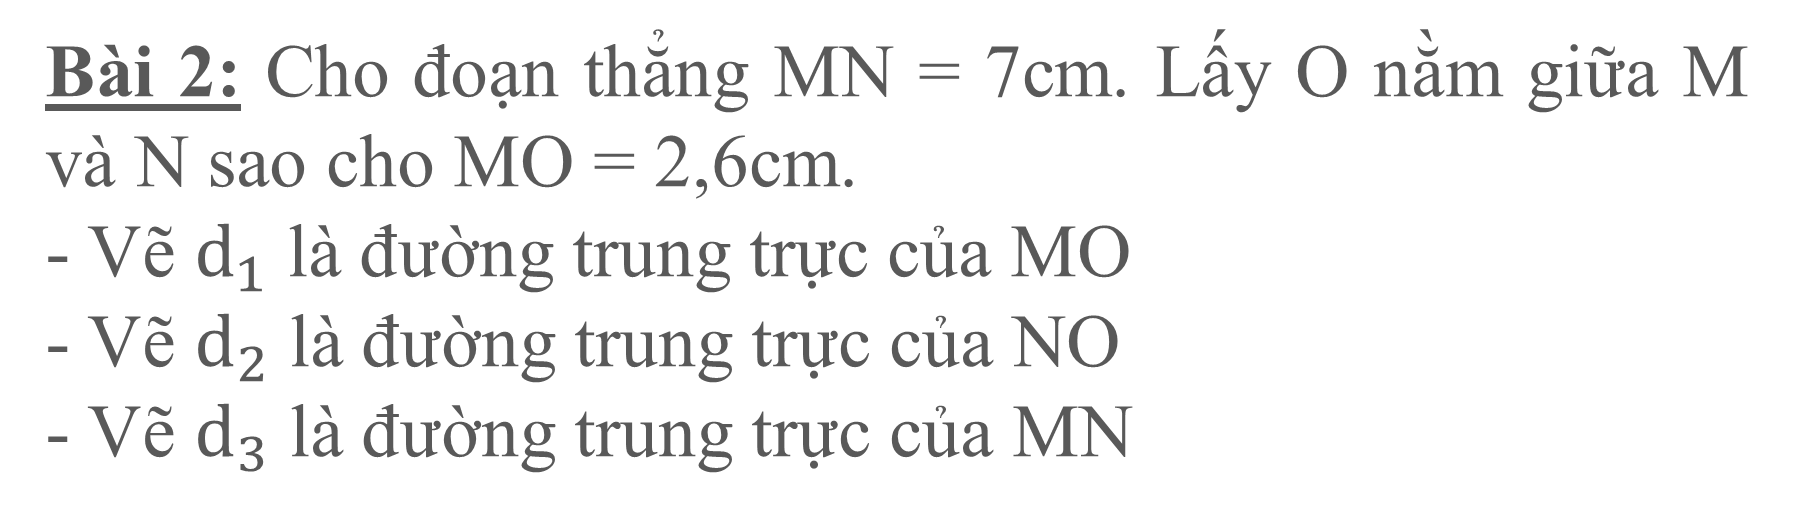 Bài 2: Cho đoạn thẳng MN = 7cm. Lấy O nằm giữa M
và N sao cho MO = 2,6cm.
- Vẽ d₁ là đường trung trực của MO
- Vẽ d₂ là đường trung trực của NO
- Vẽ d₃ là đường trung trực của MN